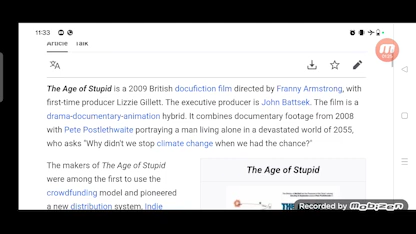 11:33
Article Talk
The Age of Stupid is a 2009 British docufiction film directed by Franny Armstrong, with
first-time producer Lizzie Gillett. The executive producer is John Battsek. The film is a
drama-documentary-animation hybrid. It combines documentary footage from 2008
with Pete Postlethwaite portraying a man living alone in a devastated world of 2055,
who asks "Why didn't we stop climate change when we had the chance?"
The makers of The Age of Stupid
were among the first to use the
crowdfunding model and pioneered
a new distribution system. Indie
The Age of Stupid
THE
Recorded by mobizen